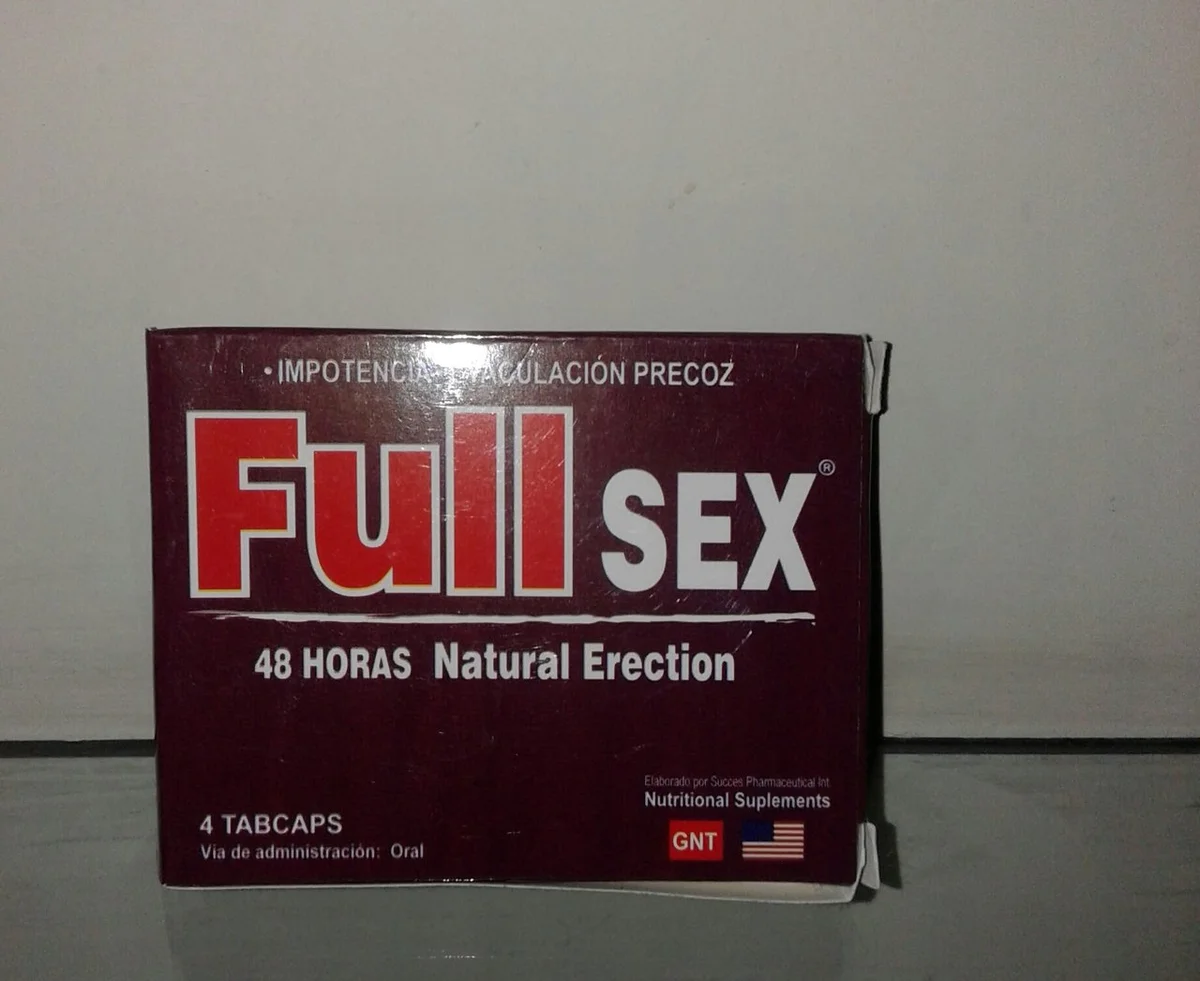 • IMPOTENCIA PRECOZ
Full SEX®
48 HORAS Natural Erection
Elaborado por Succes Pharmaceutical Int.
Nutritional Suplements
GNT
4 TABCAPS
Via de administración: Oral